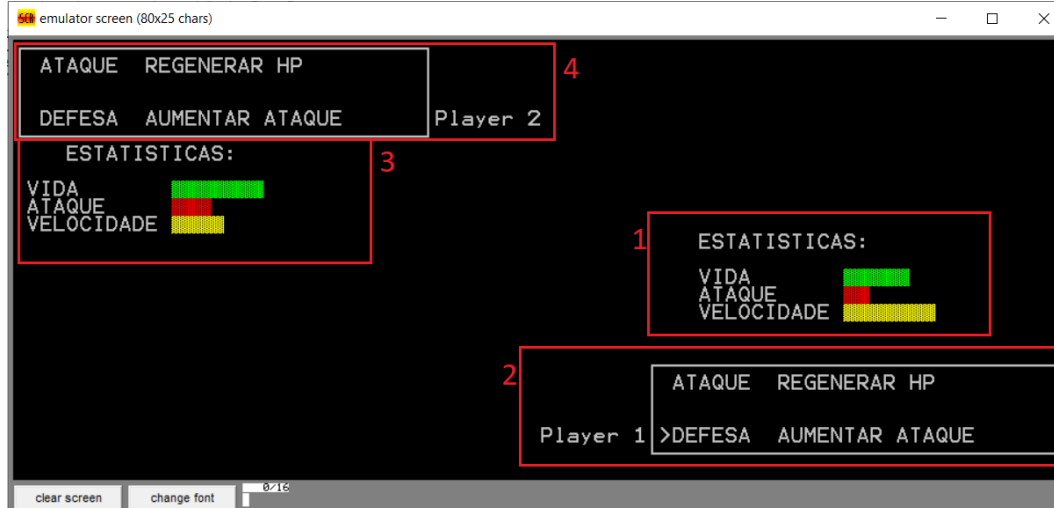 SCR emulator screen (80x25 chars)
ATAQUE REGENERAR HP
4
DEFESA AUMENTAR ATAQUE
Player 2
ESTATISTICAS:
3
VIDA
ATAQUE
VELOCIDADE
1
ESTATISTICAS:
VIDA
ATAQUE
VELOCIDADE
2
ATAQUE REGENERAR HP
Player 1 >DEFESA AUMENTAR ATAQUE
clear screen
change font
0/16